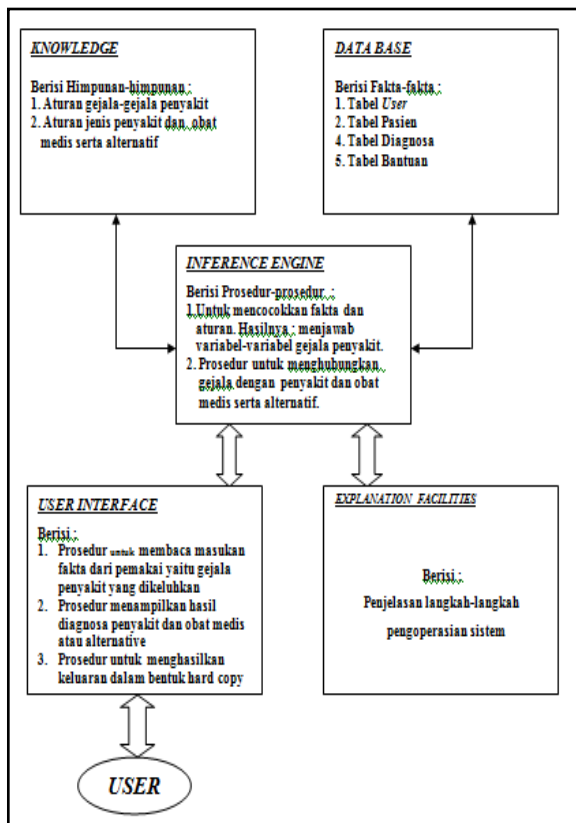 KNOWLEDGE
Berisi Himpunan-himpunan :
1. Aturan gejala-gejala penyakit
2. Aturan jenis penyakit dan obat
medis serta alternatif
DATA BASE
Berisi Fakta-fakta :
1. Tabel User
2. Tabel Pasien
4. Tabel Diagnosa
5. Tabel Bantuan
INFERENCE ENGINE
Berisi Prosedur-prosedur :
1.Untuk mencocokkan fakta dan
aturan. Hasilnya : menjawab
variabel-variabel gejala penyakit.
2. Prosedur untuk menghubungkan
gejala dengan penyakit dan obat
medis serta alternatif.
USER INTERFACE
Berisi :
1. Prosedur untuk membaca masukan
fakta dari pemakai yaitu gejala
penyakit yang dikeluhkan
2. Prosedur menampilkan hasil
diagnosa penyakit dan obat medis
atau alternative
3. Prosedur untuk menghasilkan
keluaran dalam bentuk hard copy
EXPLANATION FACILITIES
Berisi :
Penjelasan langkah-langkah
pengoperasian sistem
USER